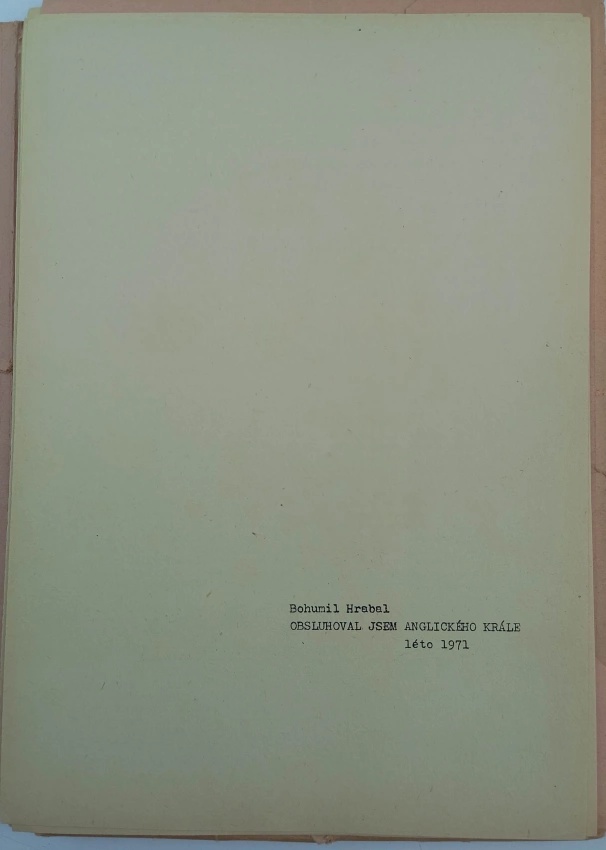 Bohumil Hrabal
OBSLUHOVAL JSEM ANGLICKÉHO KRÁLE
léto 1971